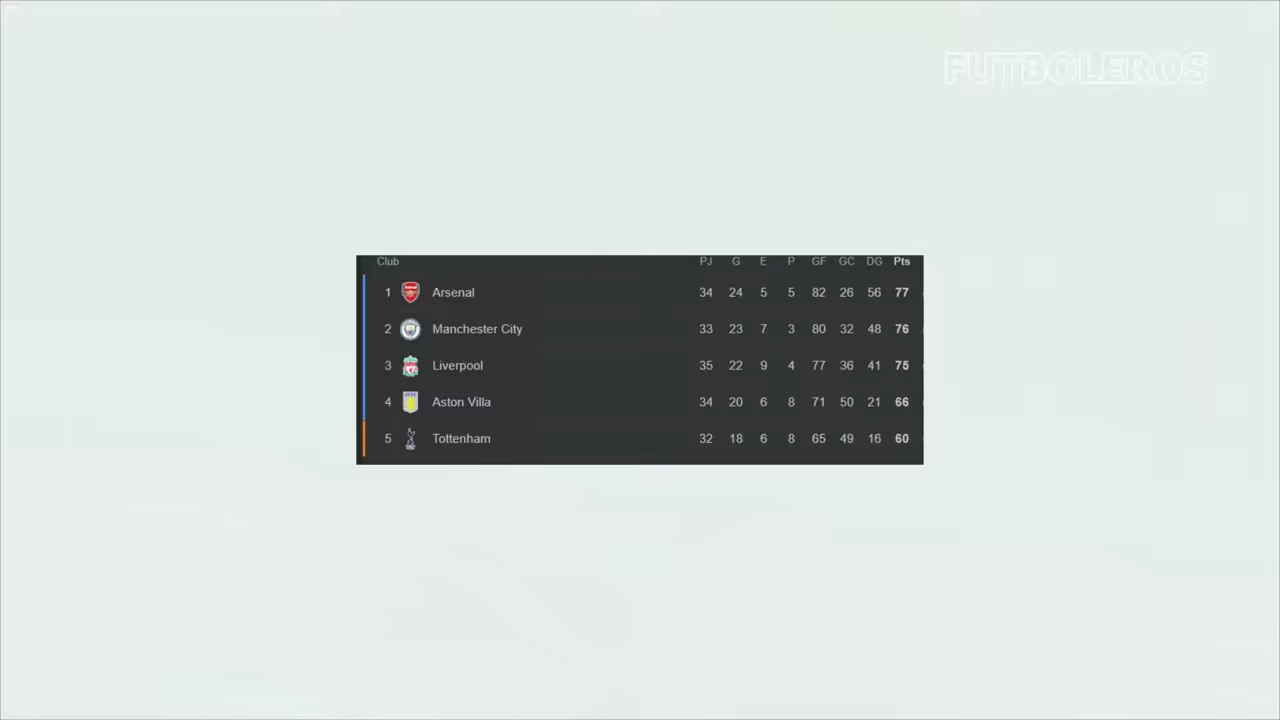 FUTBOLEROS
Club PJ G E P GF GC DG Pts
1 Arsenal 34 24 5 5 82 26 56 77
2 Manchester City 33 23 7 3 80 32 48 76
3 Liverpool 35 22 9 4 77 36 41 75
4 Aston Villa 34 20 6 8 71 50 21 66
5 Tottenham 32 18 6 8 65 49 16 60